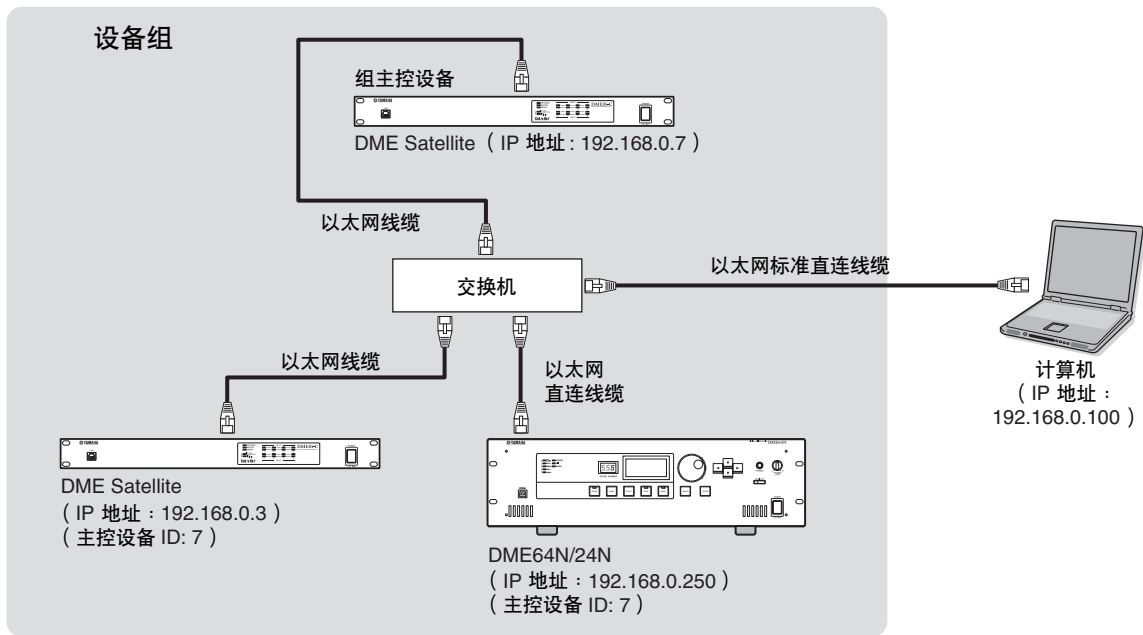 设备组
组主控设备
YAMAHA
DME Satellite （ IP 地址 : 192.168.0.7 ）
以太网线缆
交换机
以太网标准直连线缆
计算机
（ IP 地址：
192.168.0.100 ）
以太网线缆
以太网
直连线缆
YAMAHA
DME Satellite
（ IP 地址：192.168.0.3 ）
（ 主控设备 ID: 7 ）
YAMAHA
DME64N
DME64N/24N
（ IP 地址：192.168.0.250 ）
（ 主控设备 ID: 7 ）